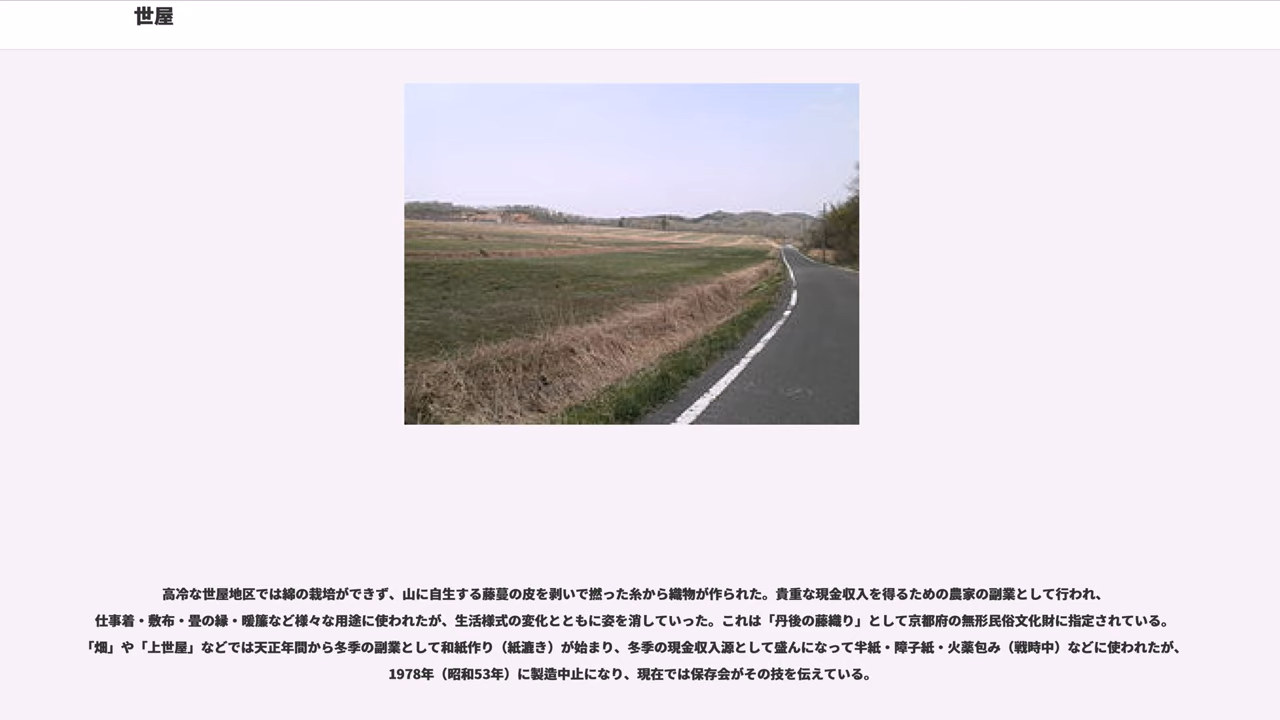 世屋
高冷な世屋地区では綿の栽培ができず、山に自生する藤蔓の皮を剥いで撚った糸から織物が作られた。貴重な現金収入を得るための農家の副業として行われ、
仕事着・敷布・畳の縁・暖簾など様々な用途に使われたが、生活様式の変化とともに姿を消していった。これは「丹後の藤織り」として京都府の無形民俗文化財に指定されている。
「畑」や「上世屋」などでは天正年間から冬季の副業として和紙作り（紙漉き）が始まり、冬季の現金収入源として盛んになって半紙・障子紙・火薬包み（戦時中）などに使われたが、
1978年（昭和53年）に製造中止になり、現在では保存会がその技を伝えている。